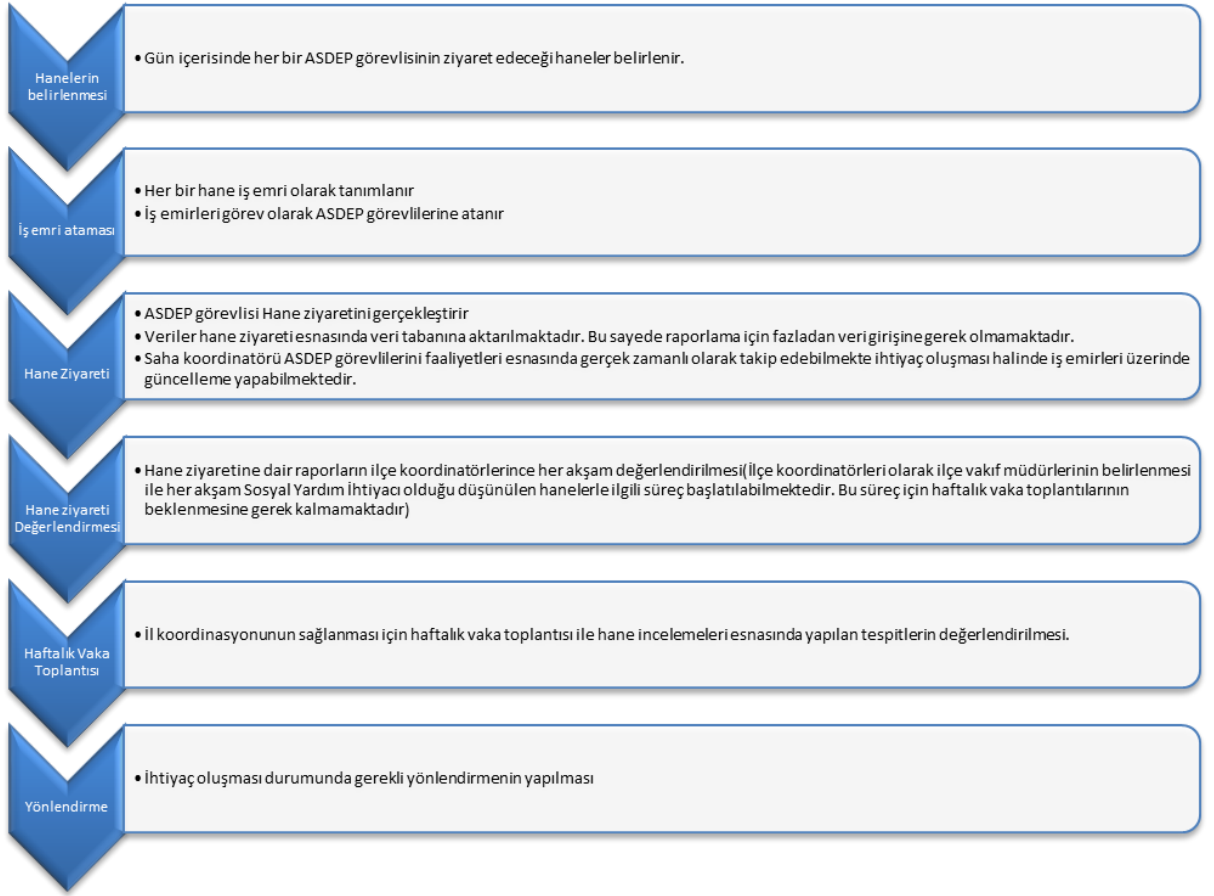 Hanelerin
belirlenmesi
• Gün içerisinde her bir ASDEP görevlisinin ziyaret edeceği haneler belirlenir.
İş emri ataması
• Her bir hane iş emri olarak tanımlanır
• İş emirleri görev olarak ASDEP görevlilerine atanır
Hane Ziyareti
• ASDEP görevlisi Hane ziyaretini gerçekleştirir
• Veriler hane ziyareti esnasında veri tabanına aktarılmaktadır. Bu sayede raporlama için fazladan veri girişine gerek olmamaktadır.
• Saha koordinatörü ASDEP görevlilerini faaliyetleri esnasında gerçek zamanlı olarak takip edebilmekte ihtiyaç oluşması halinde iş emirleri üzerinde
güncelleme yapabilmektedir.
Hane ziyareti
Değerlendirmesi
• Hane ziyaretine dair raporların ilçe koordinatörlerince her akşam değerlendirilmesi(İlçe koordinatörleri olarak ilçe vakıf müdürlerinin belirlenmesi
ile her akşam Sosyal Yardım İhtiyacı olduğu düşünülen hanelerle ilgili süreç başlatılabilmektedir. Bu süreç için haftalık vaka toplantılarının
beklenmesine gerek kalmamaktadır)
Haftalık Vaka
Toplantısı
• İl koordinasyonunun sağlanması için haftalık vaka toplantısı ile hane incelemeleri esnasında yapılan tespitlerin değerlendirilmesi.
Yönlendirme
• İhtiyaç oluşması durumunda gerekli yönlendirmenin yapılması